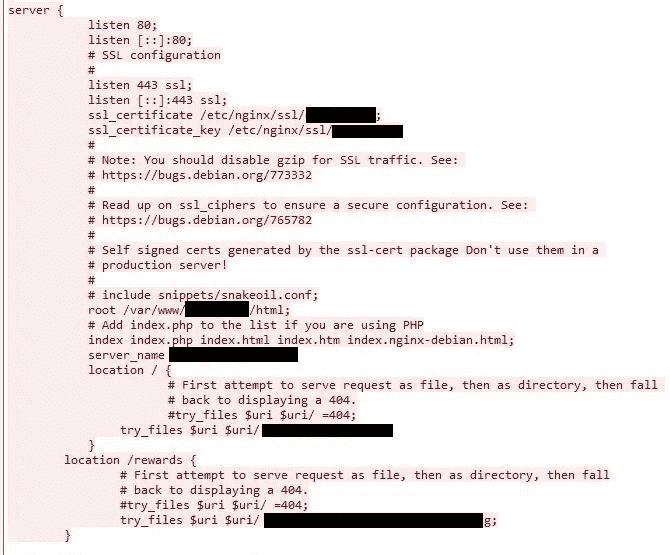 server {
listen 80;
listen [::]:80;
# SSL configuration
#
listen 443 ssl;
listen [::]:443 ssl;
ssl_certificate /etc/nginx/ssl/ ;
ssl_certificate_key /etc/nginx/ssl/
#
# Note: You should disable gzip for SSL traffic. See:
# https://bugs.debian.org/773332
#
# Read up on ssl_ciphers to ensure a secure configuration. See:
# https://bugs.debian.org/765782
#
# Self signed certs generated by the ssl-cert package Don't use them in a
# production server!
#
# include snippets/snakeoil.conf;
root /var/www/ /html;
# Add index.php to the list if you are using PHP
index index.php index.html index.htm index.nginx-debian.html;
server_name
location / {
# First attempt to serve request as file, then as directory, then fall
# back to displaying a 404.
#try_files $uri $uri/ =404;
try_files $uri $uri/
}
location /rewards {
# First attempt to serve request as file, then as directory, then fall
# back to displaying a 404.
#try_files $uri $uri/ =404;
try_files $uri $uri/ g;
}